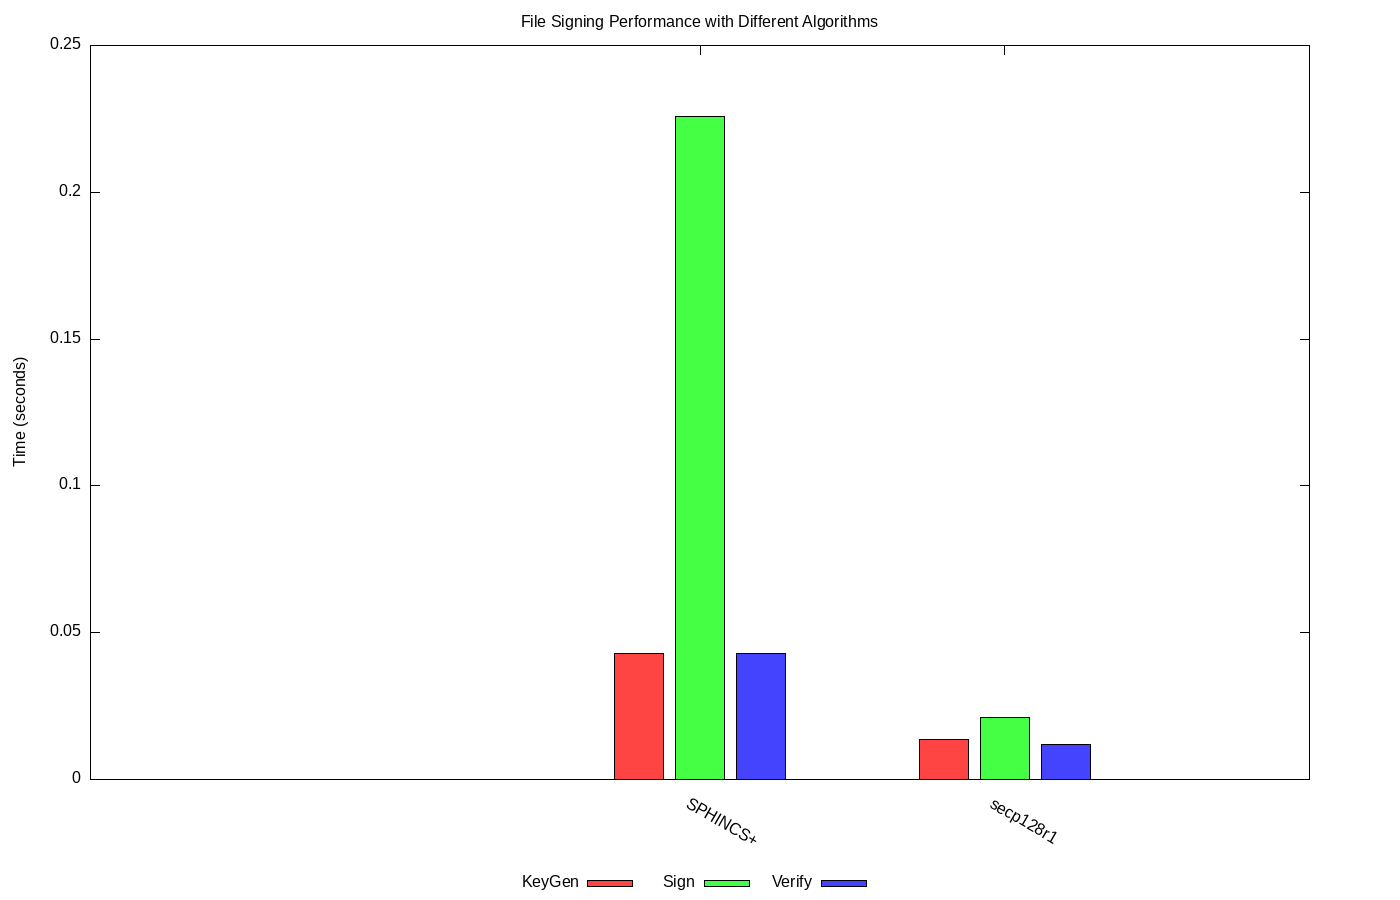 File Signing Performance with Different Algorithms
0.25
0.2
0.15
0.1
0.05
0
Time (seconds)
SPHINCS+
secp128r1
KeyGen
Sign
Verify